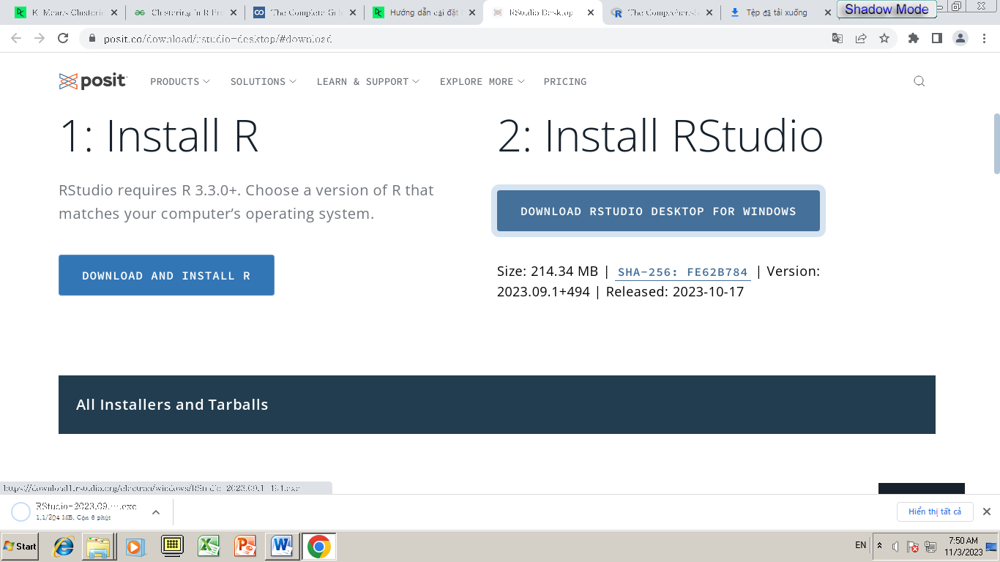 K-Means Clusterin
Clustering in R Pro
The Complete Guid
Hướng dẫn cài đặt
RStudio Desktop
The Comprehensiv
Tệp đã tải xuống
Shadow Mode
posit.co/download/rstudio-desktop/#download
posit
PRODUCTS
SOLUTIONS
LEARN & SUPPORT
EXPLORE MORE
PRICING
1: Install R
RStudio requires R 3.3.0+. Choose a version of R that
matches your computer's operating system.
DOWNLOAD AND INSTALL R
2: Install RStudio
DOWNLOAD RSTUDIO DESKTOP FOR WINDOWS
Size: 214.34 MB | SHA-256: FE62B784 | Version:
2023.09.1+494 | Released: 2023-10-17
All Installers and Tarballs
https://download1.rstudio.org/electron/windows/RStudio-2023.09.1-494.exe
RStudio-2023.09....exe
1,1/204 MB, Còn 6 phút
Hiển thị tất cả
Start
EN
7:50 AM
11/3/2023